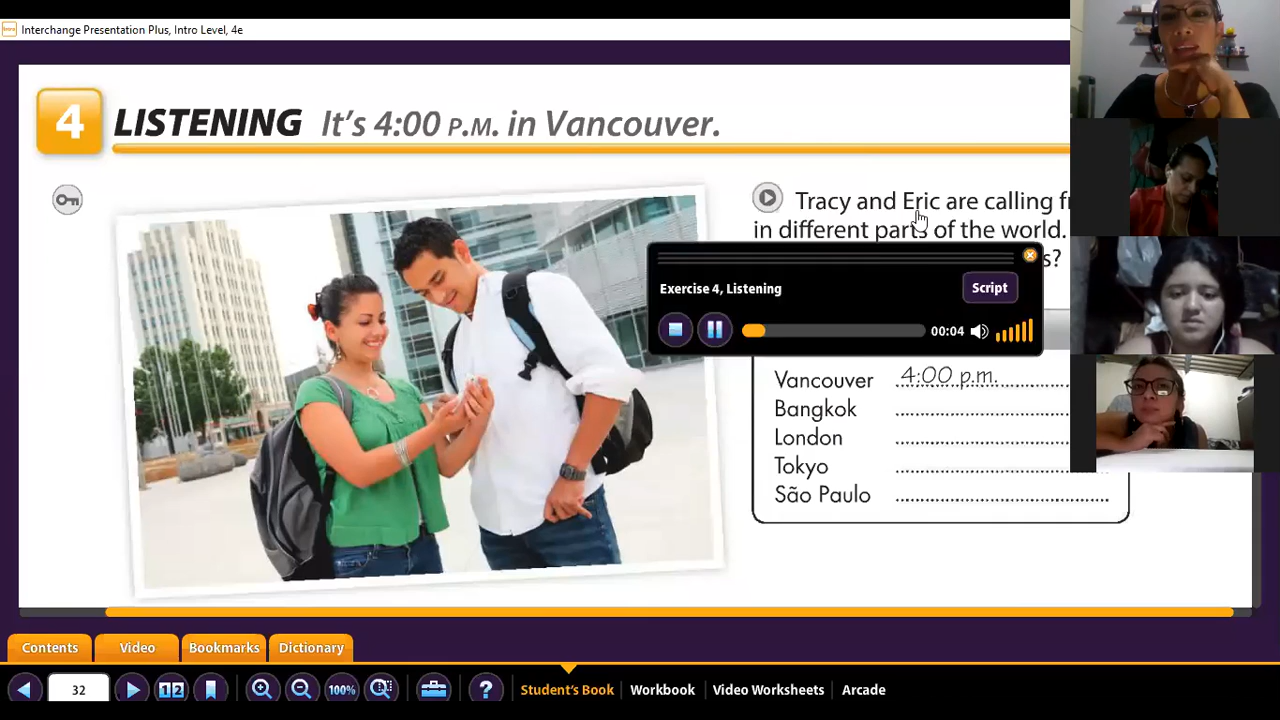 Interchange Presentation Plus, Intro Level, 4e
4 LISTENING It's 4:00 P.M. in Vancouver.
Tracy and Eric are calling
in different parts of the world.
s?
Exercise 4, Listening
Script
00:04
Vancouver 4:00 p.m.
Bangkok
London
Tokyo
São Paulo
Contents Video Bookmarks Dictionary
32 12 100% ? Student's Book Workbook Video Worksheets Arcade